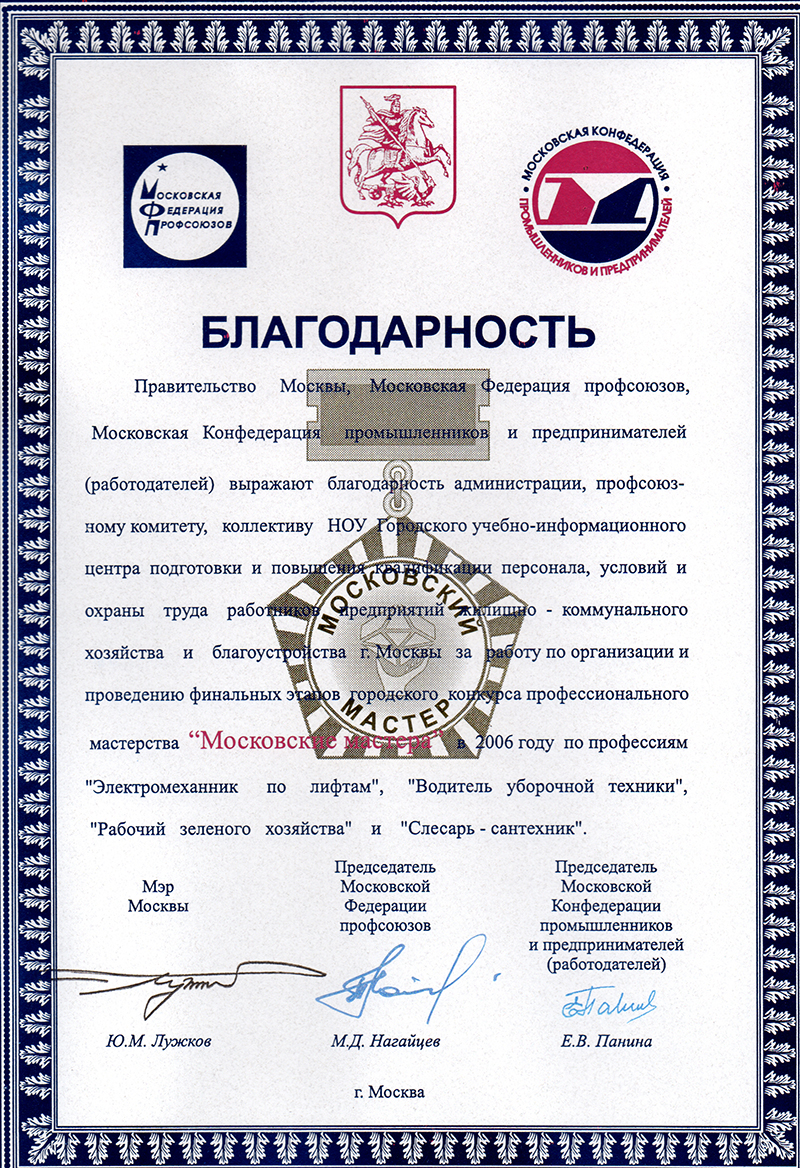 МОСКОВСКАЯ
ФЕДЕРАЦИЯ
ПРОФСОЮЗОВ
МОСКОВСКАЯ КОНФЕДЕРАЦИЯ
ПРОМЫШЛЕННИКОВ И ПРЕДПРИНИМАТЕЛЕЙ
БЛАГОДАРНОСТЬ
Правительство Москвы, Московская Федерация профсоюзов,
Московская Конфедерация промышленников и предпринимателей
(работодателей) выражают благодарность администрации, профсоюз-
ному комитету, коллективу НОУ Городского учебно-информационного
центра подготовки и повышения квалификации персонала, условий и
охраны труда работников предприятий жилищно - коммунального
хозяйства и благоустройства г. Москвы за работу по организации и
проведению финальных этапов городского конкурса профессионального
мастерства “Московские мастера” в 2006 году по профессиям
"Электромеханник по лифтам", "Водитель уборочной техники",
"Рабочий зеленого хозяйства" и "Слесарь - сантехник".
МОСКОВСКИЙ
МАСТЕР
Мэр
Москвы
Председатель
Московской
Федерации
профсоюзов
Председатель
Московской
Конфедерации
промышленников
и предпринимателей
(работодателей)
Ю.М. Лужков
М.Д. Нагайцев
Е.В. Панина
г. Москва